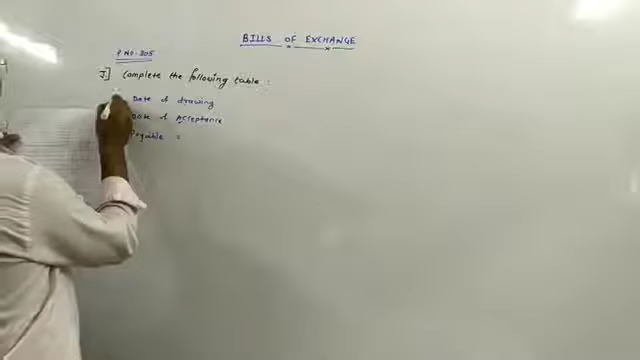 BILLS OF EXCHANGE
P. NO. 305
J] Complete the following table :
Date of drawing
Date of Acceptance
Payable =